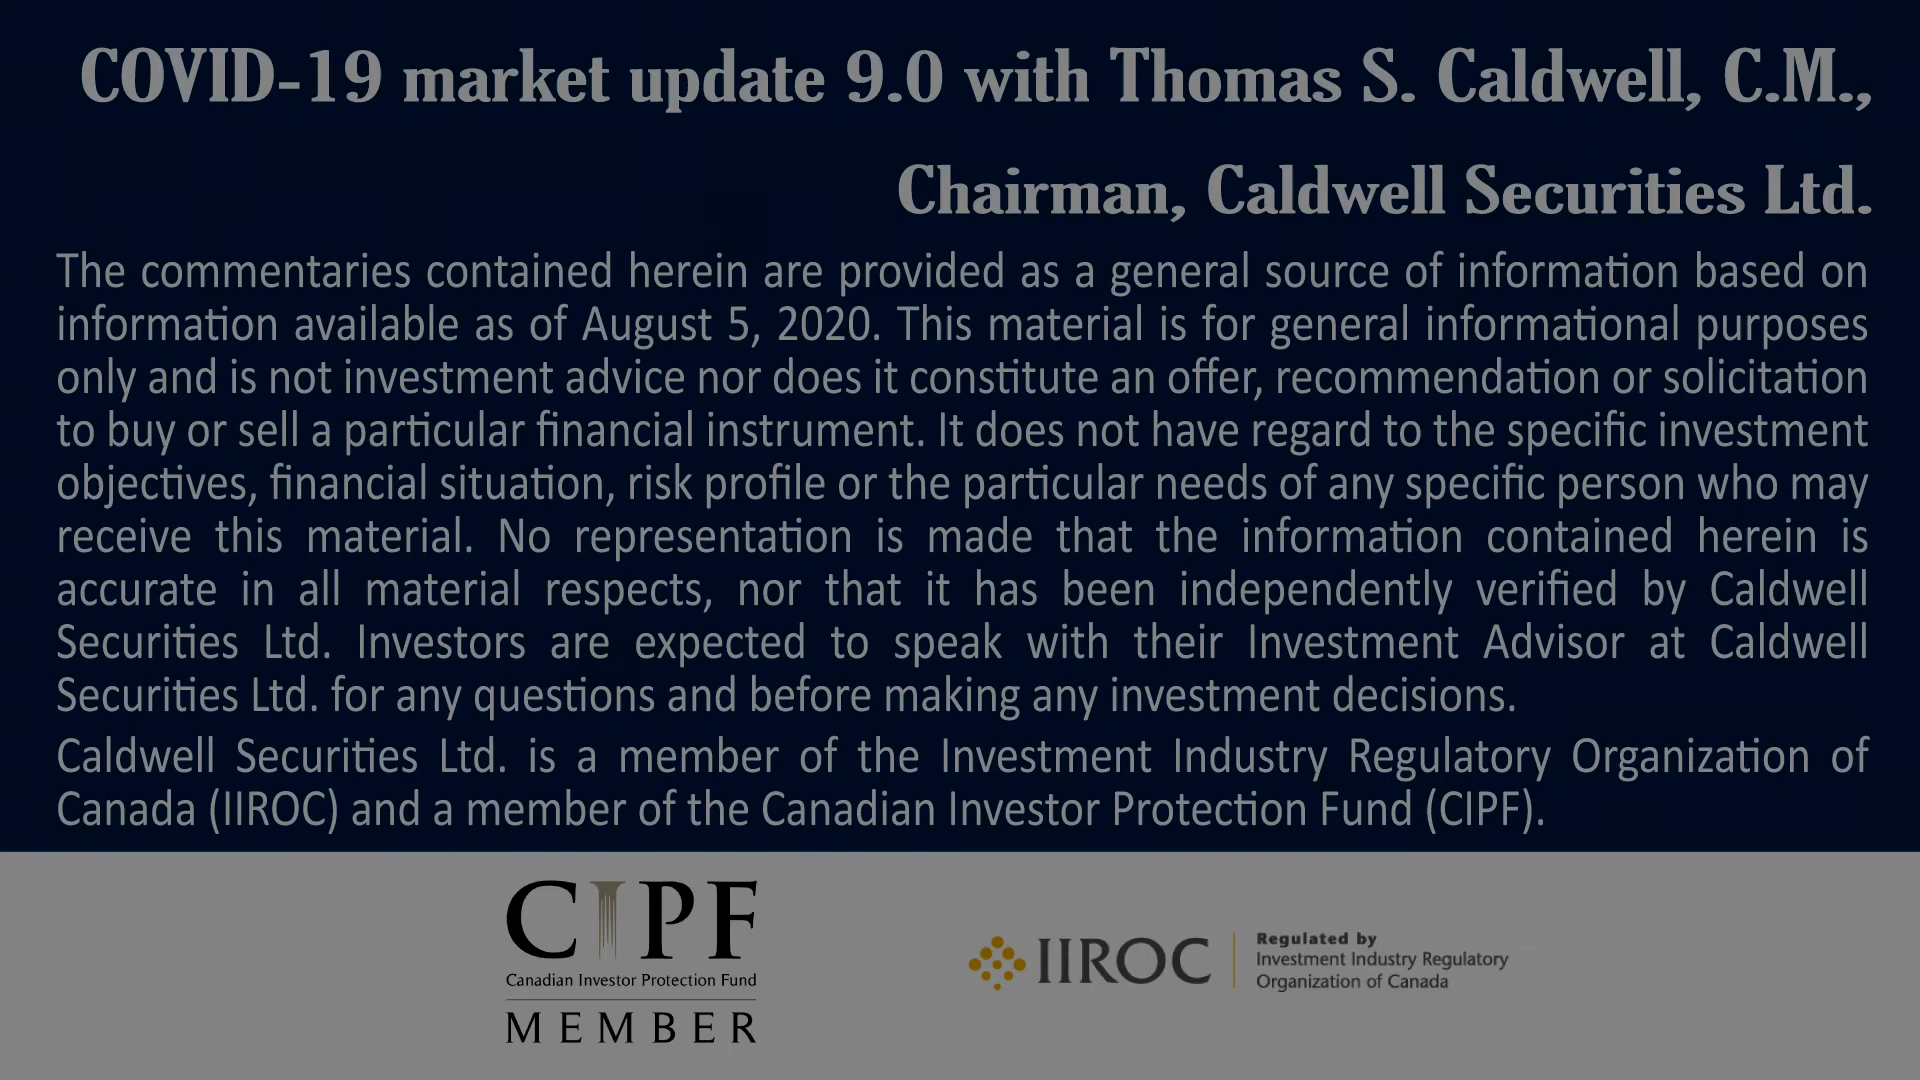 COVID-19 market update 9.0 with Thomas S. Caldwell, C.M.,
Chairman, Caldwell Securities Ltd.
The commentaries contained herein are provided as a general source of information based on
information available as of August 5, 2020. This material is for general informational purposes
only and is not investment advice nor does it constitute an offer, recommendation or solicitation
to buy or sell a particular financial instrument. It does not have regard to the specific investment
objectives, financial situation, risk profile or the particular needs of any specific person who may
receive this material. No representation is made that the information contained herein is
accurate in all material respects, nor that it has been independently verified by Caldwell
Securities Ltd. Investors are expected to speak with their Investment Advisor at Caldwell
Securities Ltd. for any questions and before making any investment decisions.
Caldwell Securities Ltd. is a member of the Investment Industry Regulatory Organization of
Canada (IIROC) and a member of the Canadian Investor Protection Fund (CIPF).
CIPF
Canadian Investor Protection Fund
MEMBER
IIROC
Regulated by
Investment Industry Regulatory
Organization of Canada